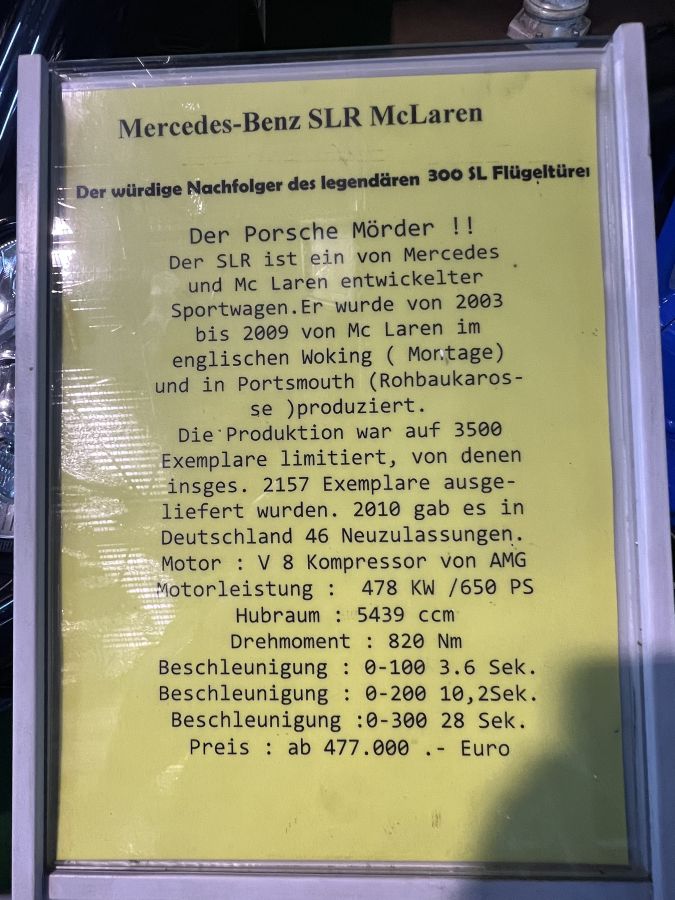 Mercedes-Benz SLR McLaren
Der würdige Nachfolger des legendären 300 SL Flügeltürer
Der Porsche Mörder !!
Der SLR ist ein von Mercedes
und Mc Laren entwickelter
Sportwagen.Er wurde von 2003
bis 2009 von Mc Laren im
englischen Woking ( Montage)
und in Portsmouth (Rohbaukaros-
se )produziert.
Die Produktion war auf 3500
Exemplare limitiert, von denen
insges. 2157 Exemplare ausge-
liefert wurden. 2010 gab es in
Deutschland 46 Neuzulassungen.
Motor : V 8 Kompressor von AMG
Motorleistung : 478 KW /650 PS
Hubraum : 5439 ccm
Drehmoment : 820 Nm
Beschleunigung : 0-100 3.6 Sek.
Beschleunigung : 0-200 10,2Sek.
Beschleunigung :0-300 28 Sek.
Preis : ab 477.000 .- Euro